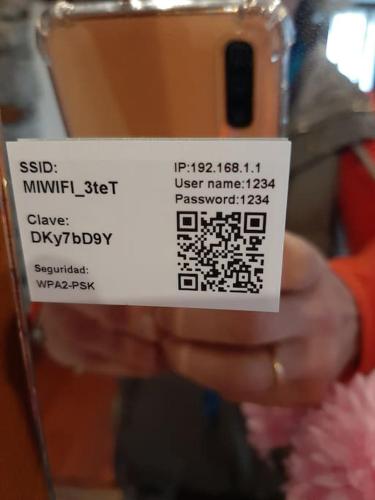 SSID:
MIWIFI_3teT
Clave:
DKy7bD9Y
Seguridad:
WPA2-PSK
IP:192.168.1.1
User name:1234
Password:1234